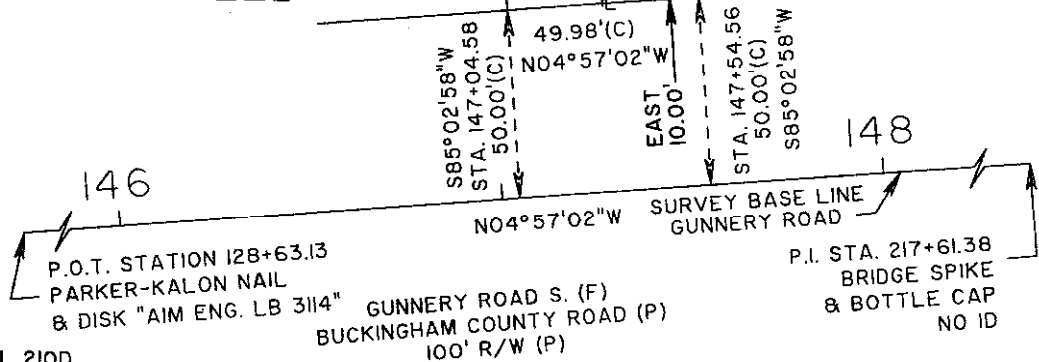 49.98'(C)
N04°57'02"W
S85°02'58"W
STA. 147+04.58
50.00'(C)
EAST
10.00'
STA. 147+54.56
50.00'(C)
S85°02'58"W
146
148
N04°57'02"W
SURVEY BASE LINE
GUNNERY ROAD
P.O.T. STATION 128+63.13
PARKER-KALON NAIL
& DISK "AIM ENG. LB 3114"
GUNNERY ROAD S. (F)
BUCKINGHAM COUNTY ROAD (P)
100' R/W (P)
P.I. STA. 217+61.38
BRIDGE SPIKE
& BOTTLE CAP
NO ID